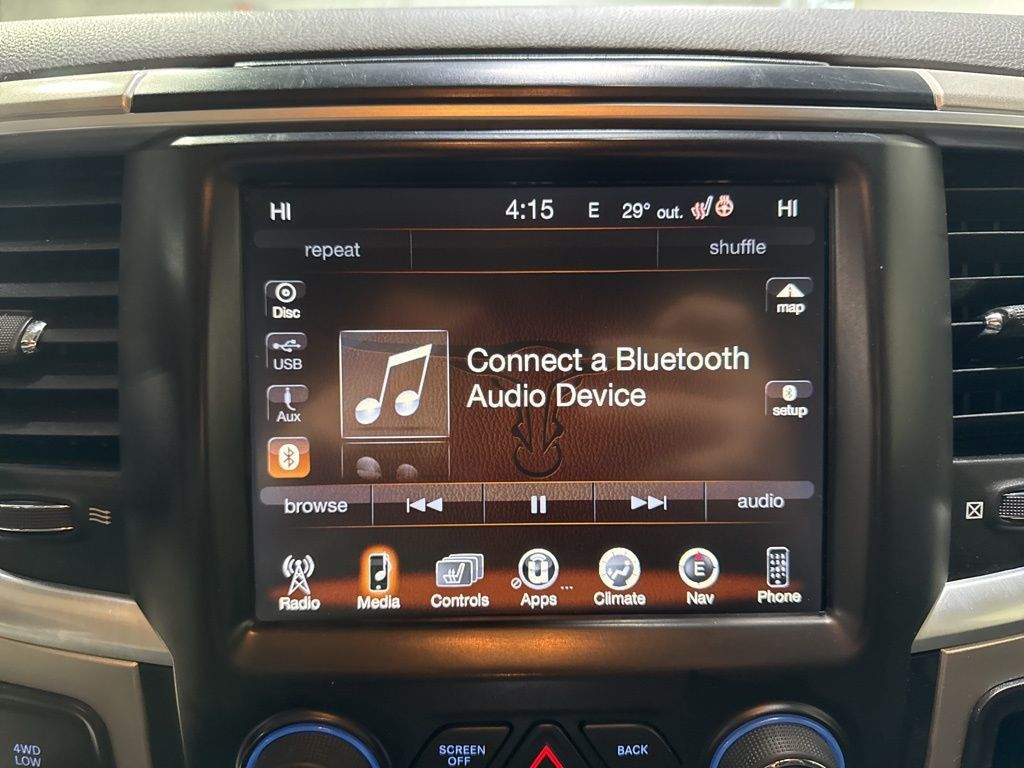 HI 4:15 E 29° out. HI
repeat shuffle
Disc
map
USB
Connect a Bluetooth
Audio Device
Aux
setup
browse audio
Radio Media Controls Apps Climate Nav Phone
E
4WD
LOW
SCREEN
OFF
BACK